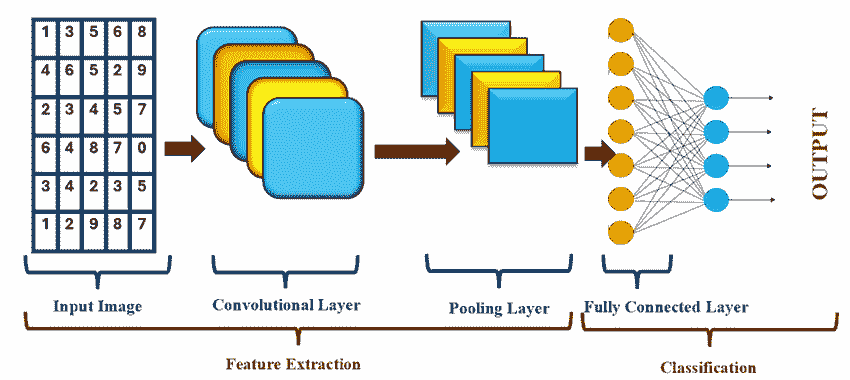 1 3 5 6 8
4 6 5 2 9
2 3 4 5 7
6 4 8 7 0
3 4 2 3 5
1 2 9 8 7
OUTPUT
Input Image
Convolutional Layer
Pooling Layer
Fully Connected Layer
Feature Extraction
Classification